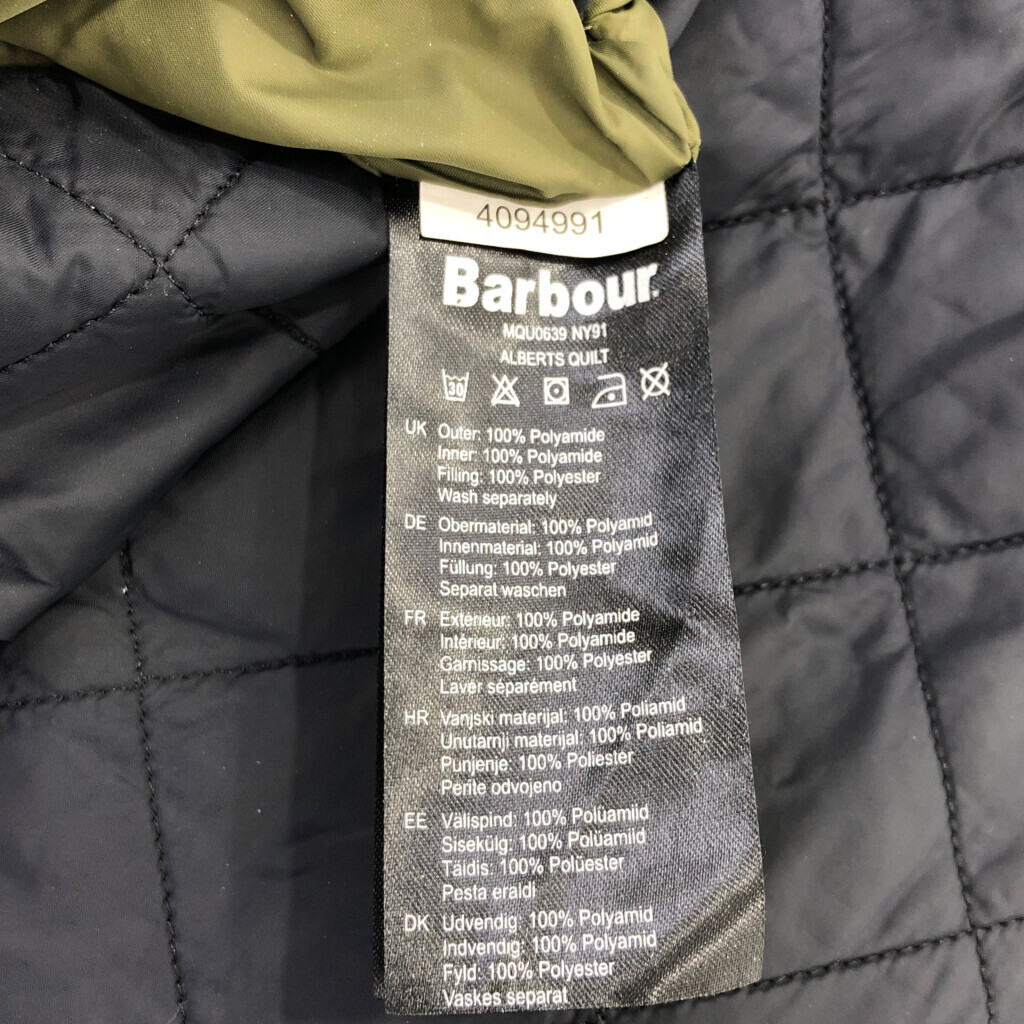 4094991
Barbour.
MQU0639 NY91
ALBERTS QUILT
30
UK Outer: 100% Polyamide
Inner: 100% Polyamide
Filling: 100% Polyester
Wash separately
DE Obermaterial: 100% Polyamid
Innenmaterial: 100% Polyamid
Füllung: 100% Polyester
Separat waschen
FR Extérieur: 100% Polyamide
Intérieur: 100% Polyamide
Garnissage: 100% Polyester
Laver séparément
HR Vanjski materijal: 100% Poliamid
Unutarnji materijal: 100% Poliamid
Punjenje: 100% Poliester
Perite odvojeno
EE Välispind: 100% Polüamiid
Sisekülg: 100% Polüamiid
Täidis: 100% Polüester
Pesta eraldi
DK Udvendig: 100% Polyamid
Indvendig: 100% Polyamid
Fyld: 100% Polyester
Vaskes separat